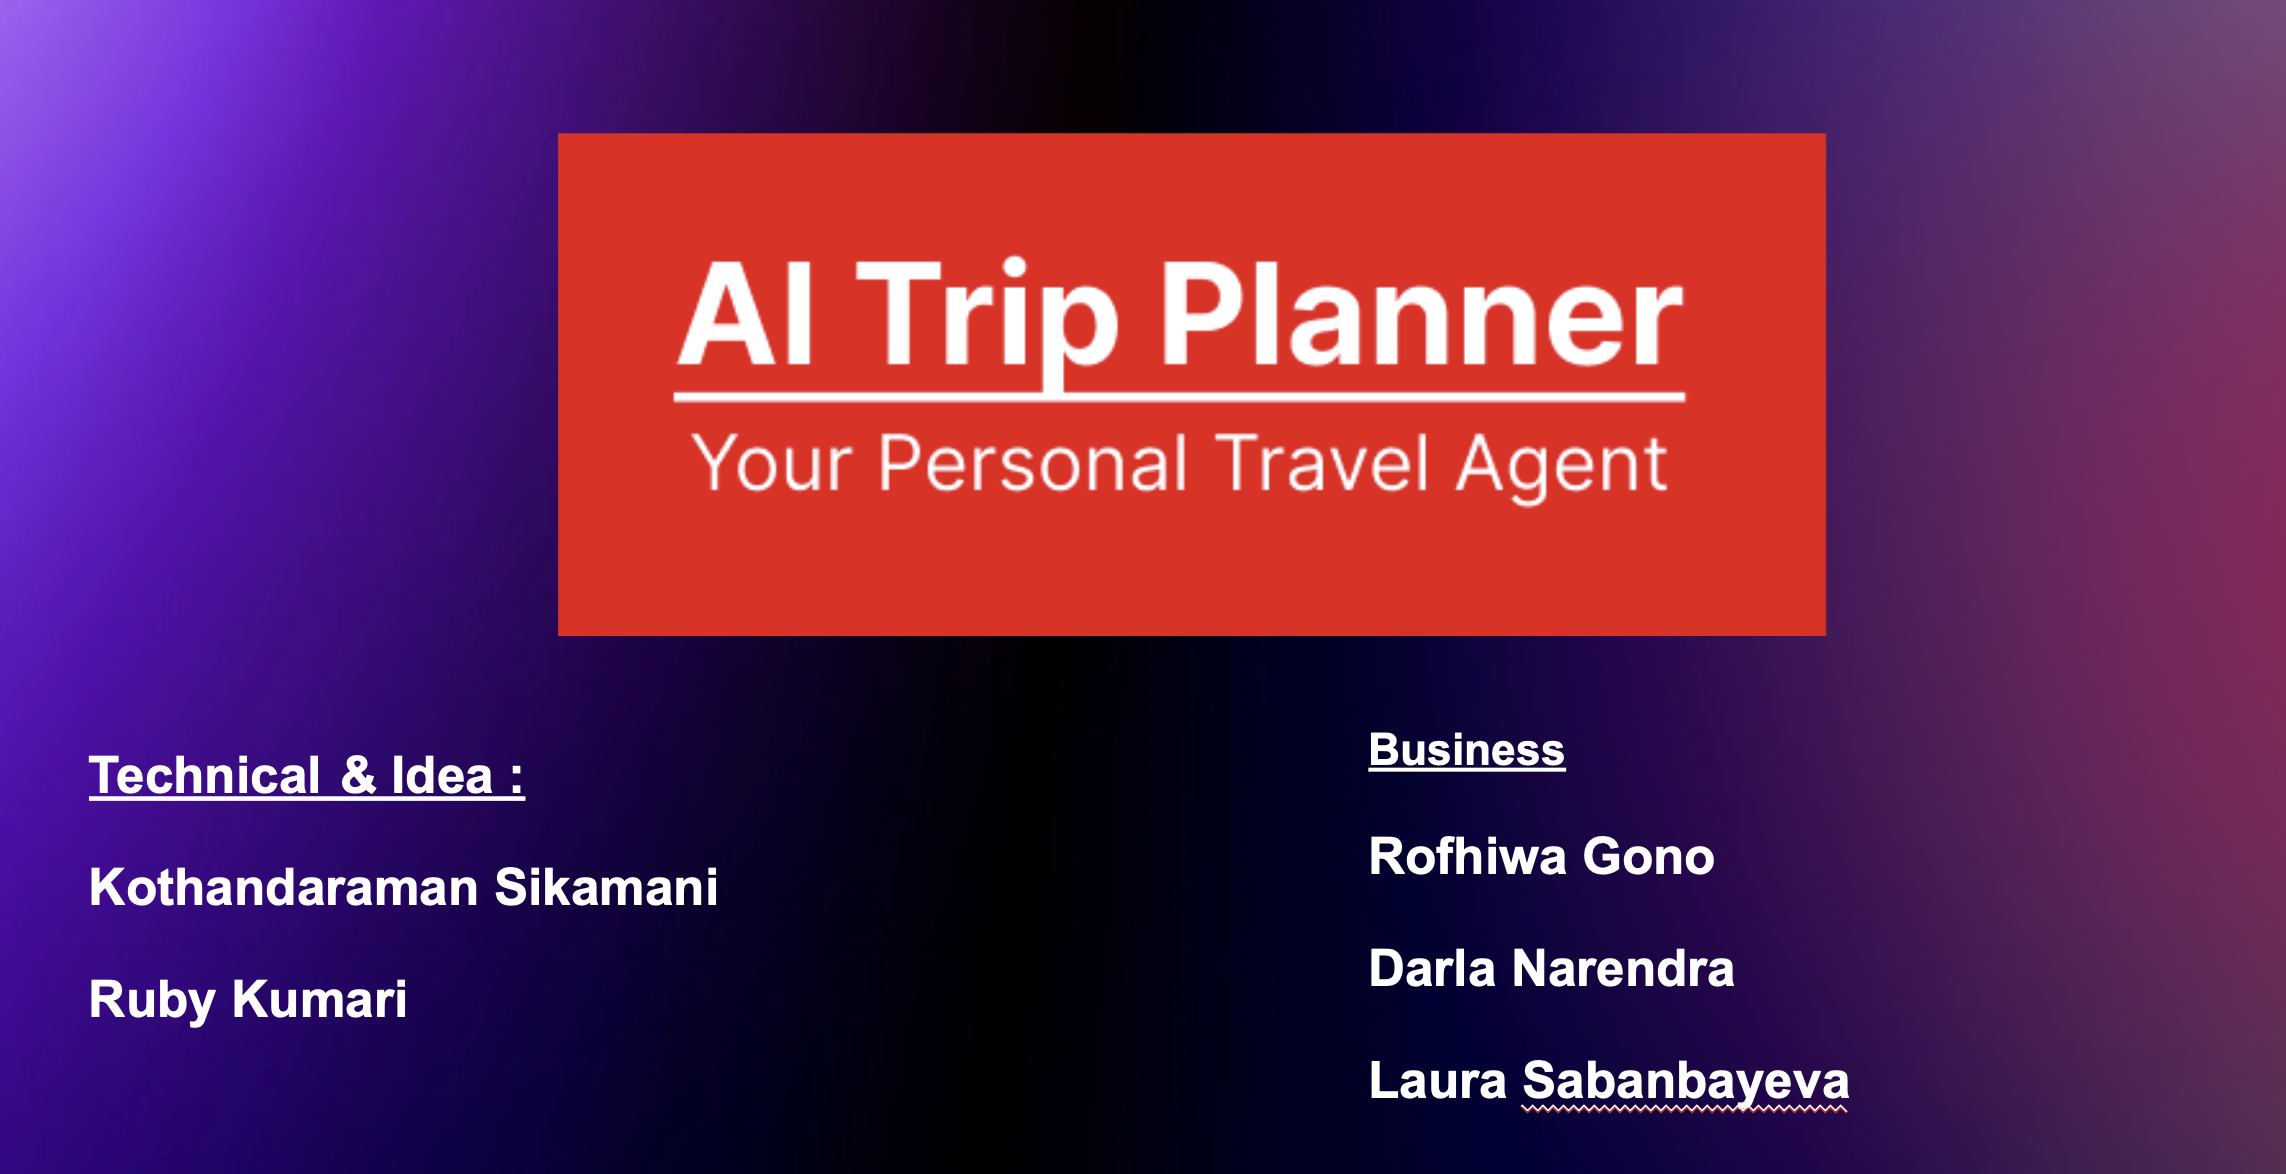 AI Trip Planner
Your Personal Travel Agent
Technical & Idea :
Kothandaraman Sikamani
Ruby Kumari
Business
Rofhiwa Gono
Darla Narendra
Laura Sabanbayeva